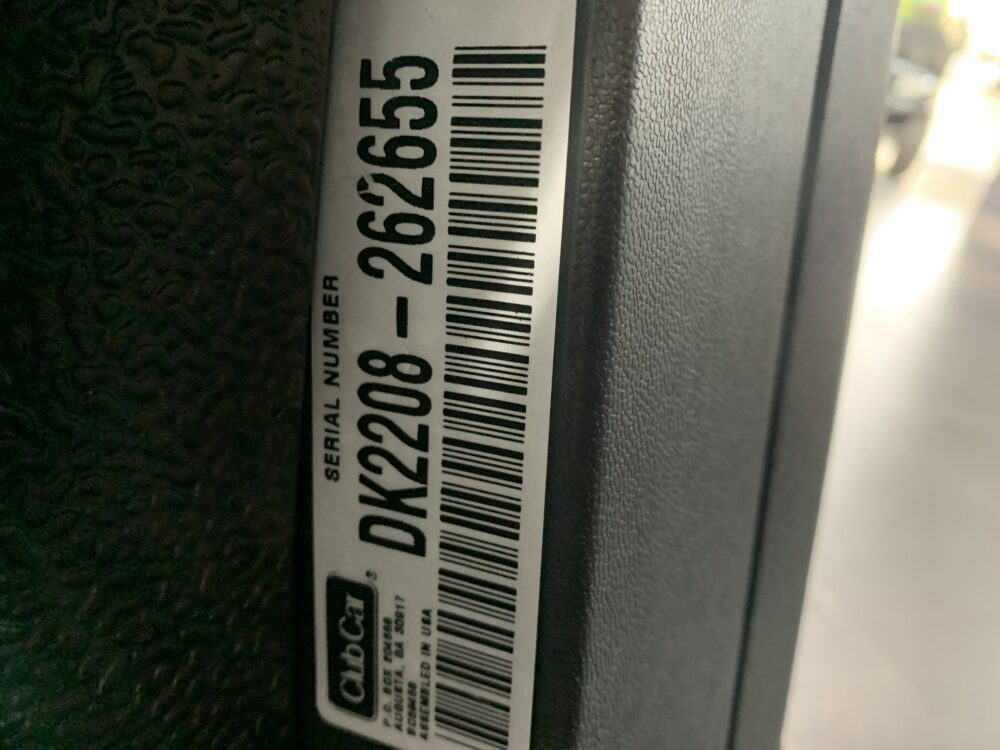 SERIAL NUMBER
DK2208-262655
ClubCar®
P.O. BOX 204658
AUGUSTA, GA 30917
ASSEMBLED IN USA